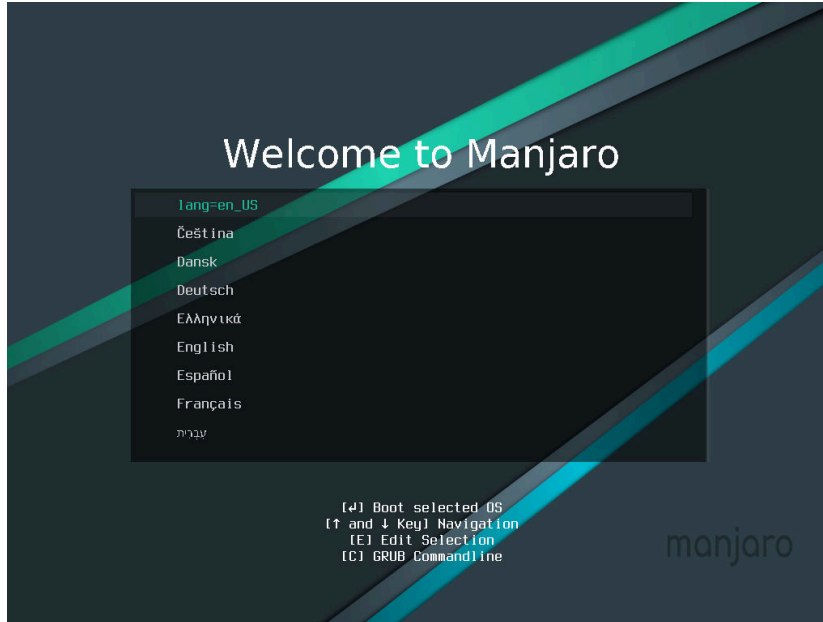 Welcome to Manjaro
lang=en_US
Čeština
Dansk
Deutsch
Ελληνικά
English
Español
Français
עברית
[↲] Boot selected OS
[↑ and ↓ Key] Navigation
[E] Edit Selection
[C] GRUB Commandline
manjaro